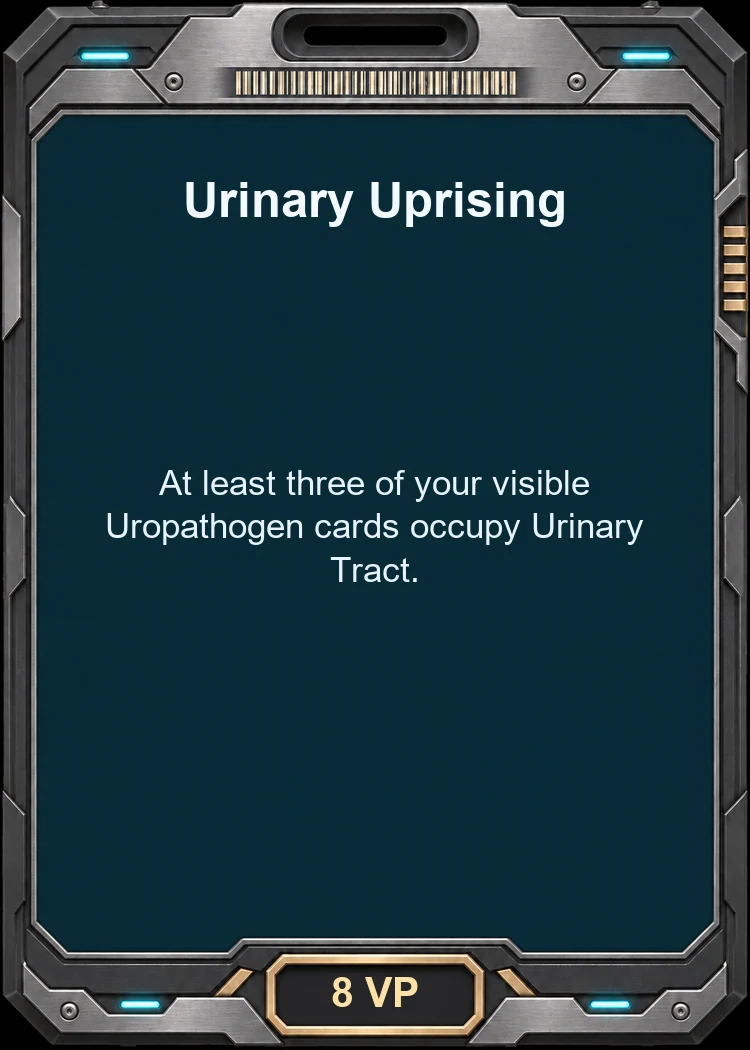 Urinary Uprising
At least three of your visible
Uropathogen cards occupy Urinary
Tract.
8 VP